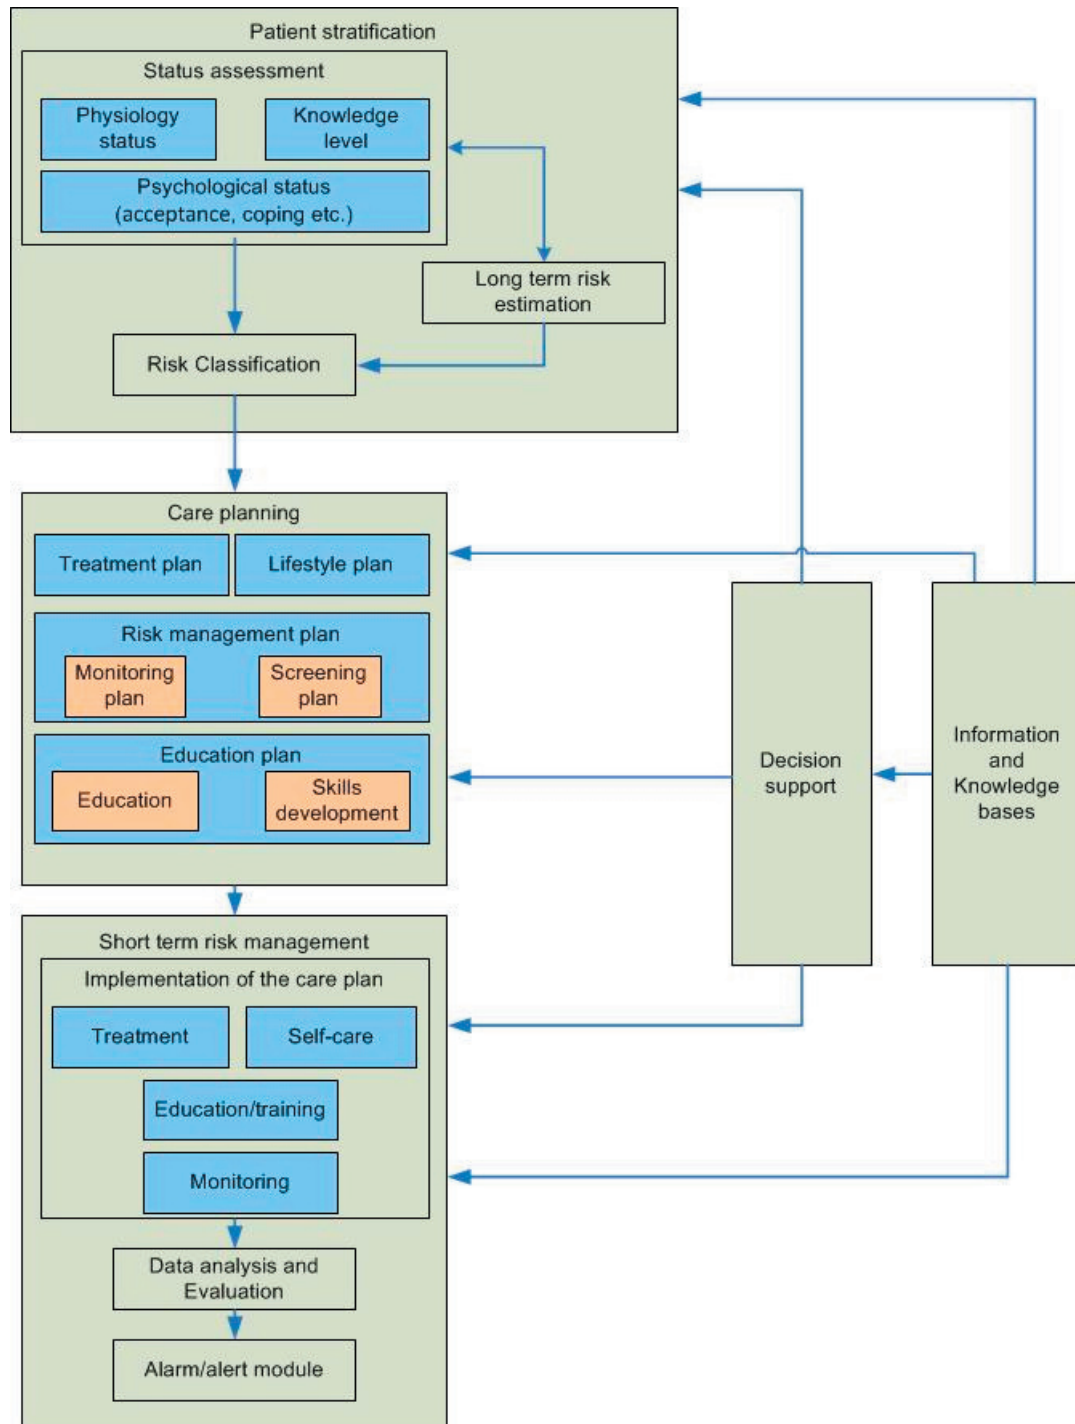 Patient stratification
Status assessment
Physiology
status
Knowledge
level
Psychological status
(acceptance, coping etc.)
Long term risk
estimation
Risk Classification
Care planning
Treatment plan
Lifestyle plan
Risk management plan
Monitoring
plan
Screening
plan
Education plan
Education
Skills
development
Decision
support
Information
and
Knowledge
bases
Short term risk management
Implementation of the care plan
Treatment
Self-care
Education/training
Monitoring
Data analysis and
Evaluation
Alarm/alert module